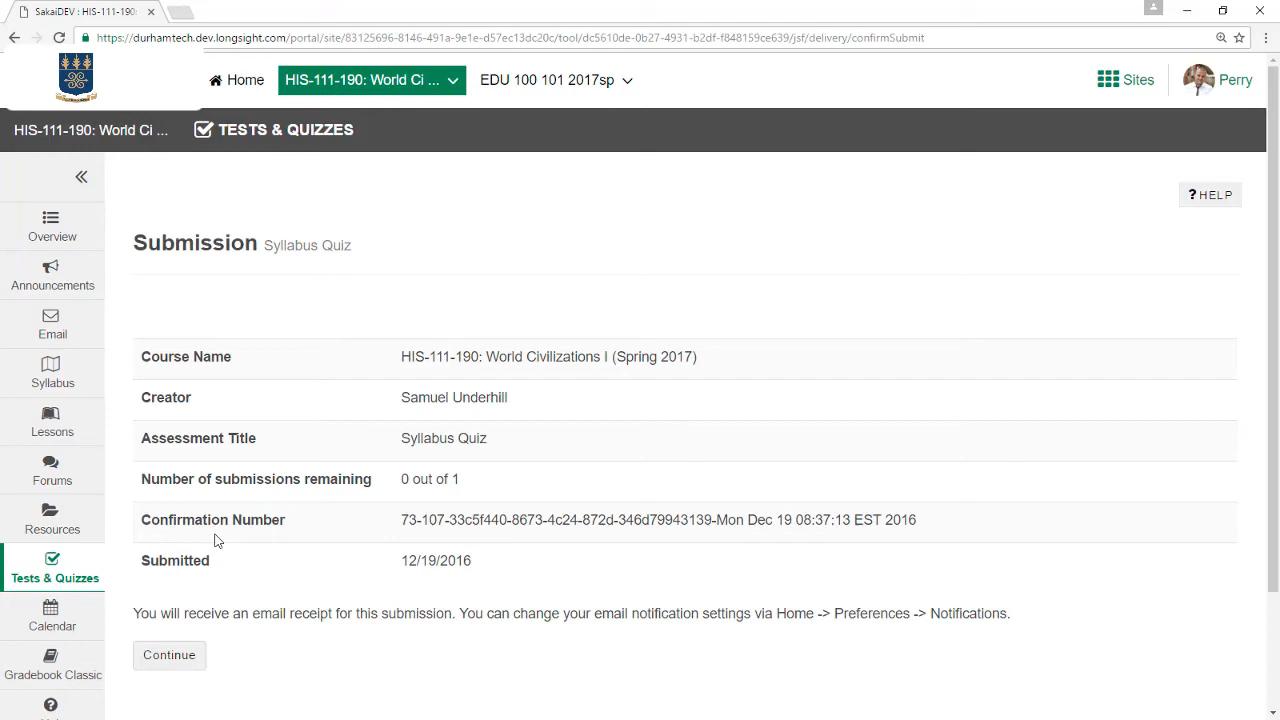 SakaiDEV : HIS-111-190:
https://durhamtech.dev.longsight.com/portal/site/83125696-8146-491a-9e1e-d57ec13dc20c/tool/dc5610de-0b27-4931-b2df-f848159ce639/jsf/delivery/confirmSubmit
Home
HIS-111-190: World Ci ...
EDU 100 101 2017sp
Sites
Perry
HIS-111-190: World Ci ...
TESTS & QUIZZES
? HELP
Overview
Announcements
Email
Syllabus
Lessons
Forums
Resources
Tests & Quizzes
Calendar
Gradebook Classic
Submission Syllabus Quiz
Course Name HIS-111-190: World Civilizations I (Spring 2017)
Creator Samuel Underhill
Assessment Title Syllabus Quiz
Number of submissions remaining 0 out of 1
Confirmation Number 73-107-33c5f440-8673-4c24-872d-346d79943139-Mon Dec 19 08:37:13 EST 2016
Submitted 12/19/2016
You will receive an email receipt for this submission. You can change your email notification settings via Home -> Preferences -> Notifications.
Continue